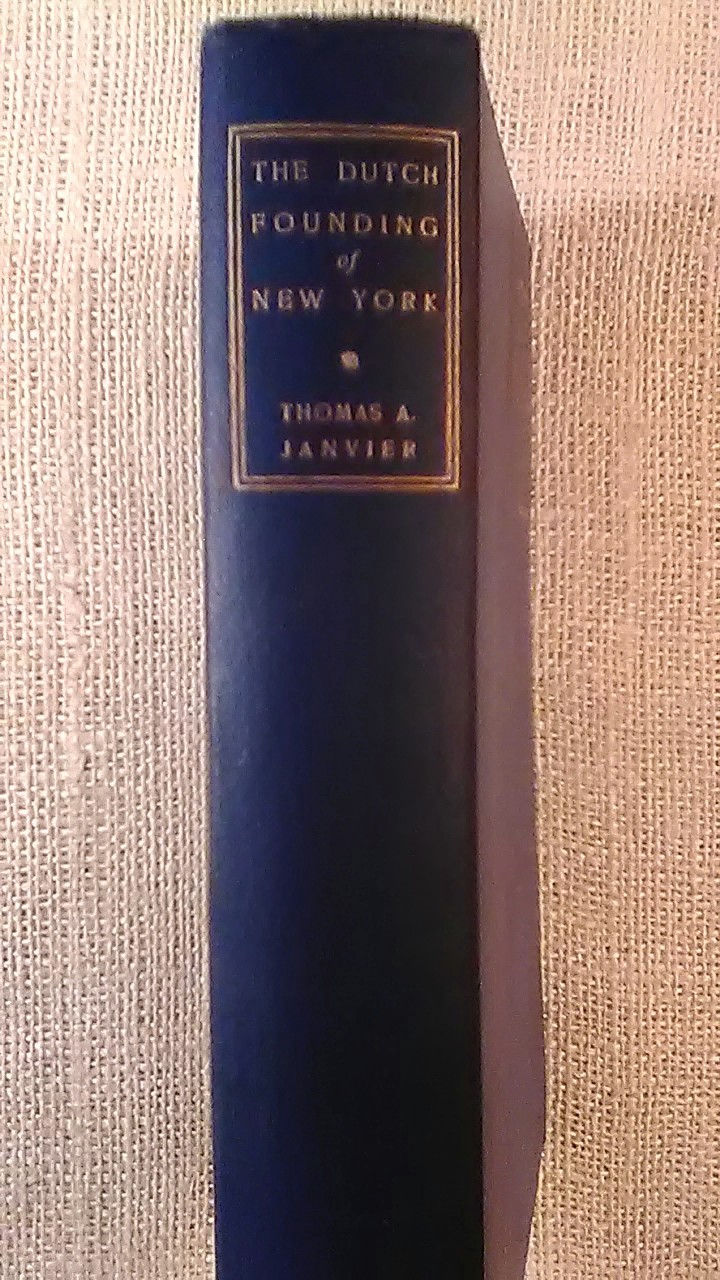 THE DUTCH
FOUNDING
of
NEW YORK
THOMAS A.
JANVIER